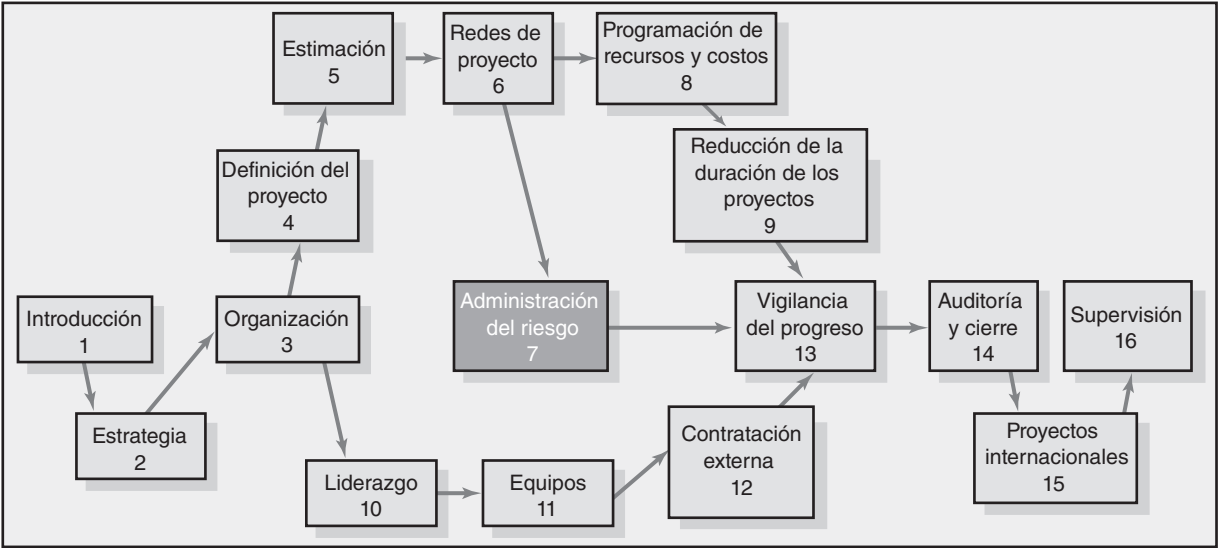 Introducción
1
Estrategia
2
Organización
3
Definición del
proyecto
4
Estimación
5
Redes de
proyecto
6
Administración
del riesgo
7
Programación de
recursos y costos
8
Reducción de la
duración de los
proyectos
9
Liderazgo
10
Equipos
11
Contratación
externa
12
Vigilancia
del progreso
13
Auditoría
y cierre
14
Proyectos
internacionales
15
Supervisión
16